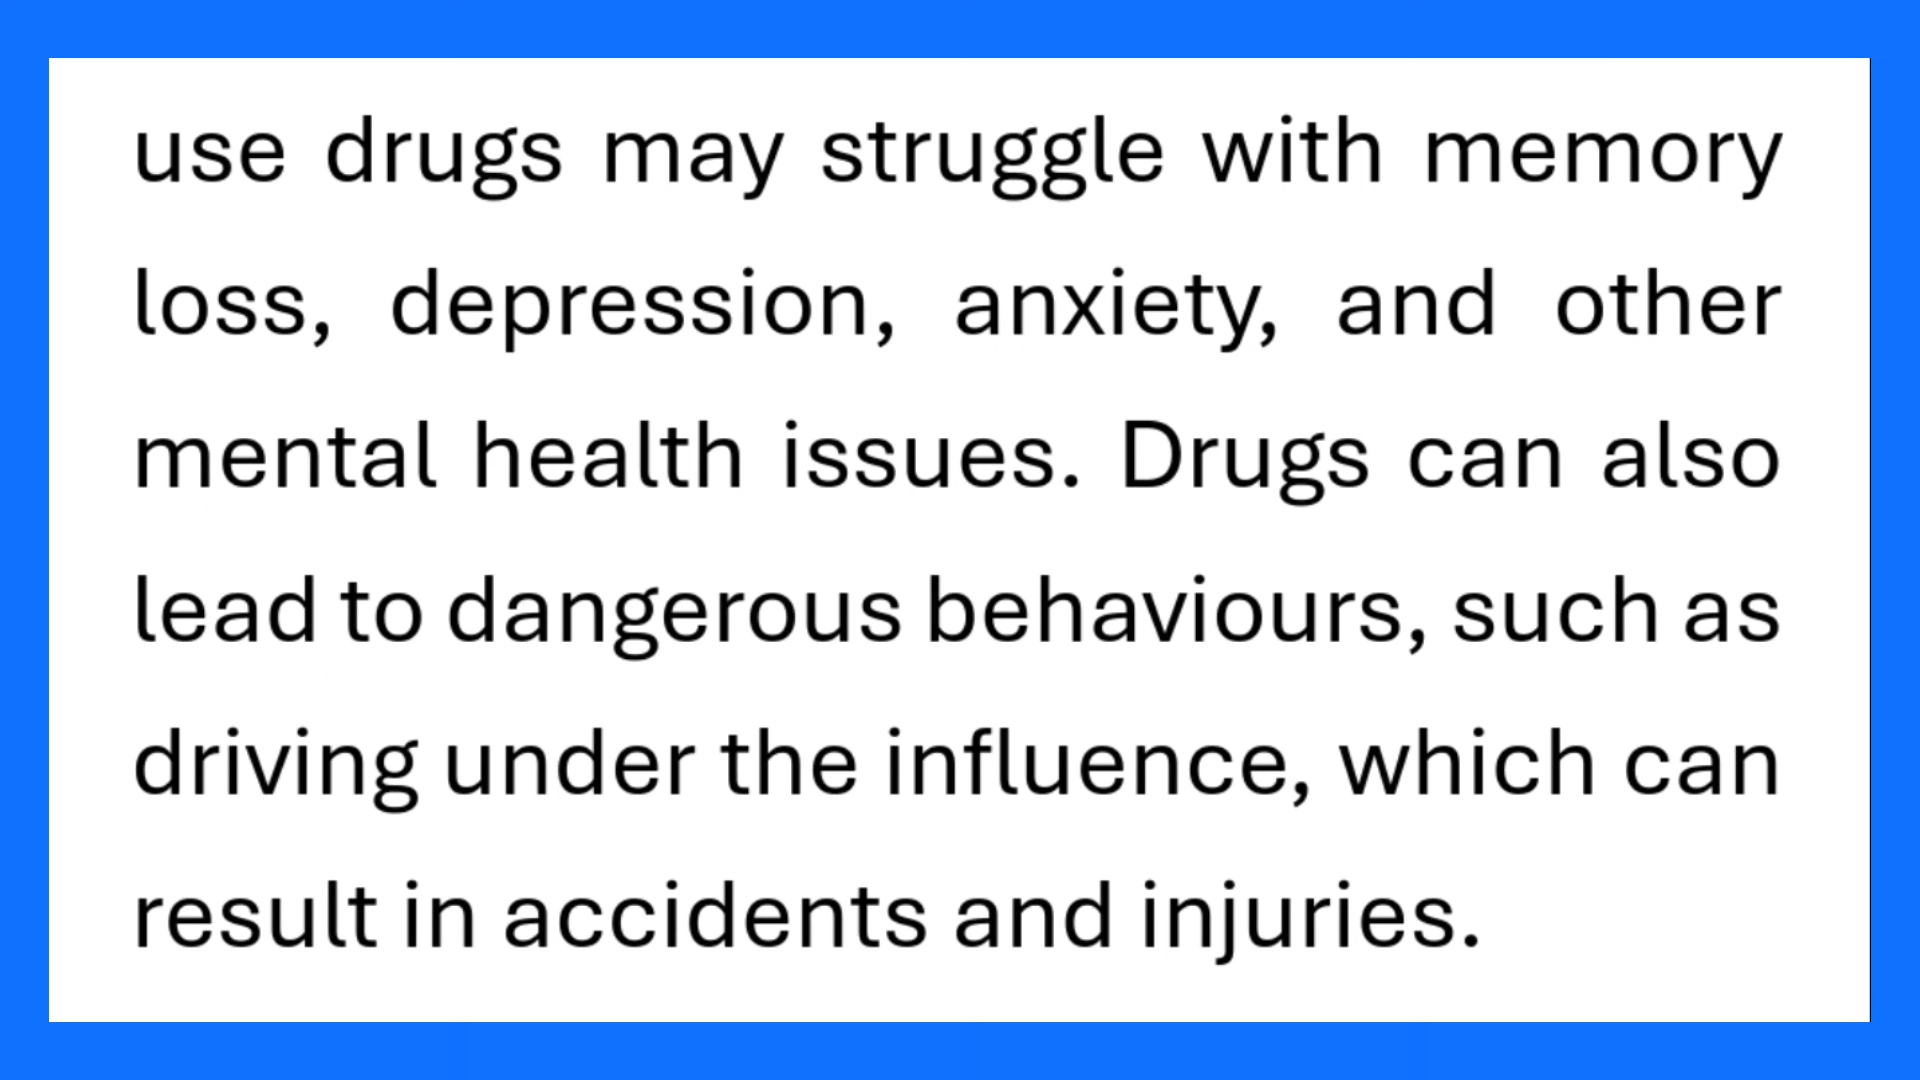 use drugs may struggle with memory
loss, depression, anxiety, and other
mental health issues. Drugs can also
lead to dangerous behaviours, such as
driving under the influence, which can
result in accidents and injuries.